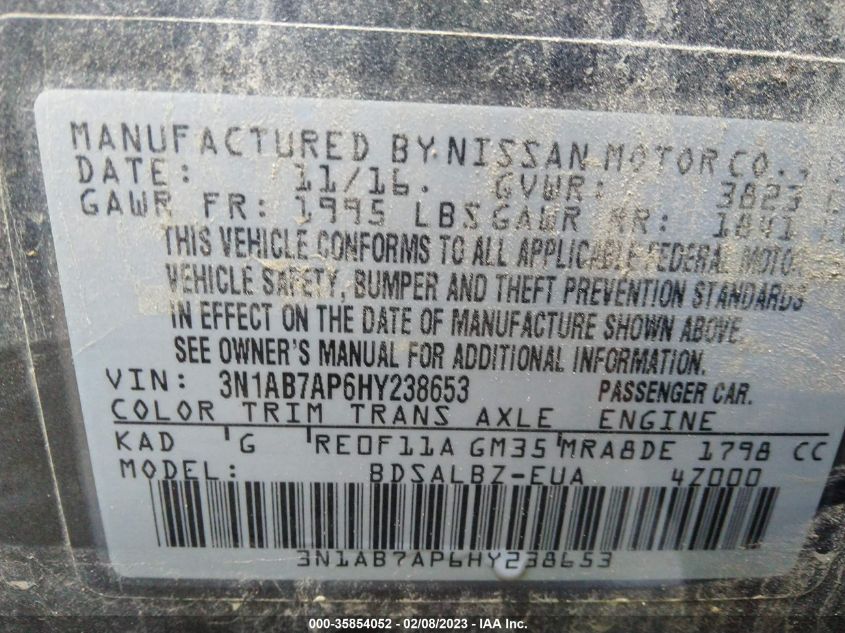 MANUFACTURED BY NISSAN MOTOR CO.,
DATE: 11/16. GVWR: 3823
GAWR FR: 1995 LBS GAWR RR: 1841
THIS VEHICLE CONFORMS TO ALL APPLICABLE FEDERAL MOTOR
VEHICLE SAFETY, BUMPER AND THEFT PREVENTION STANDARDS
IN EFFECT ON THE DATE OF MANUFACTURE SHOWN ABOVE.
SEE OWNER'S MANUAL FOR ADDITIONAL INFORMATION.
VIN: 3N1AB7AP6HY238653 PASSENGER CAR.
COLOR TRIM TRANS AXLE ENGINE
KAD G RE0F11A GM35 MRA8DE 1798 CC
MODEL: BDSALBZ-EUA 4Z000
3N1AB7AP6HY238653
000-35854052 - 02/08/2023 - IAA Inc.